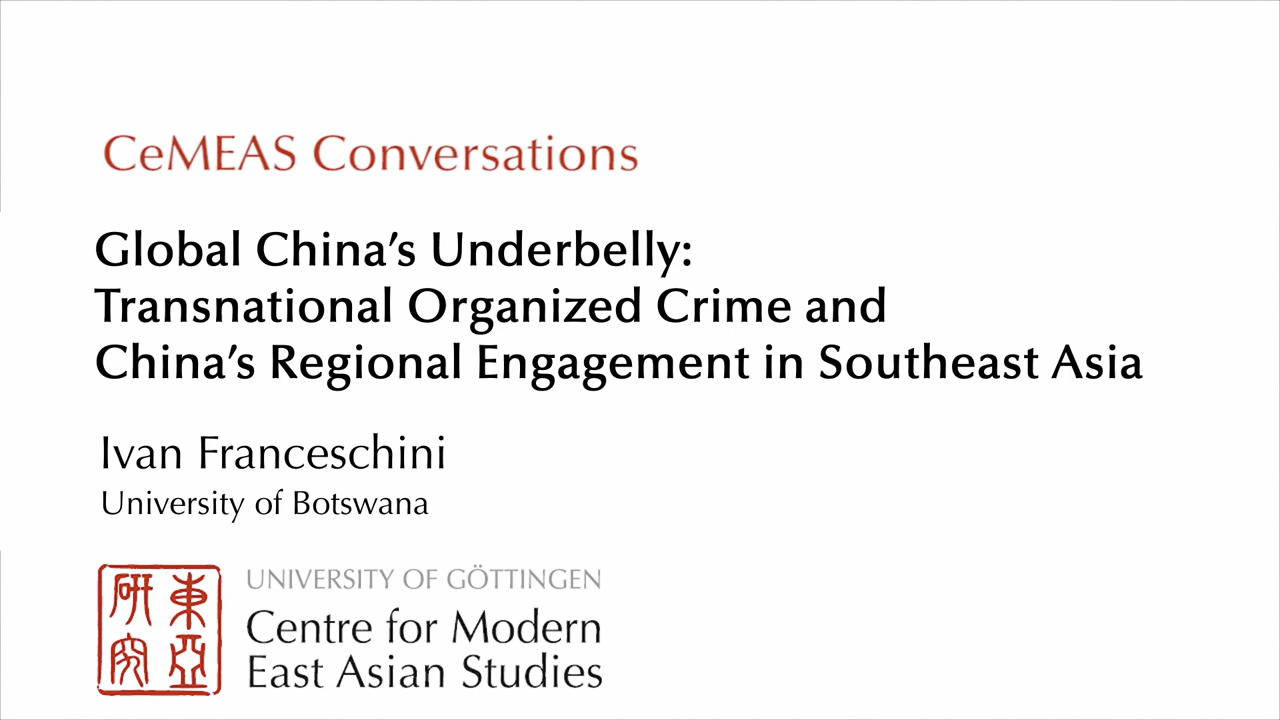 CeMEAS Conversations
Global China’s Underbelly:
Transnational Organized Crime and
China’s Regional Engagement in Southeast Asia
Ivan Franceschini
University of Botswana
東亞
研究
UNIVERSITY OF GÖTTINGEN
Centre for Modern
East Asian Studies